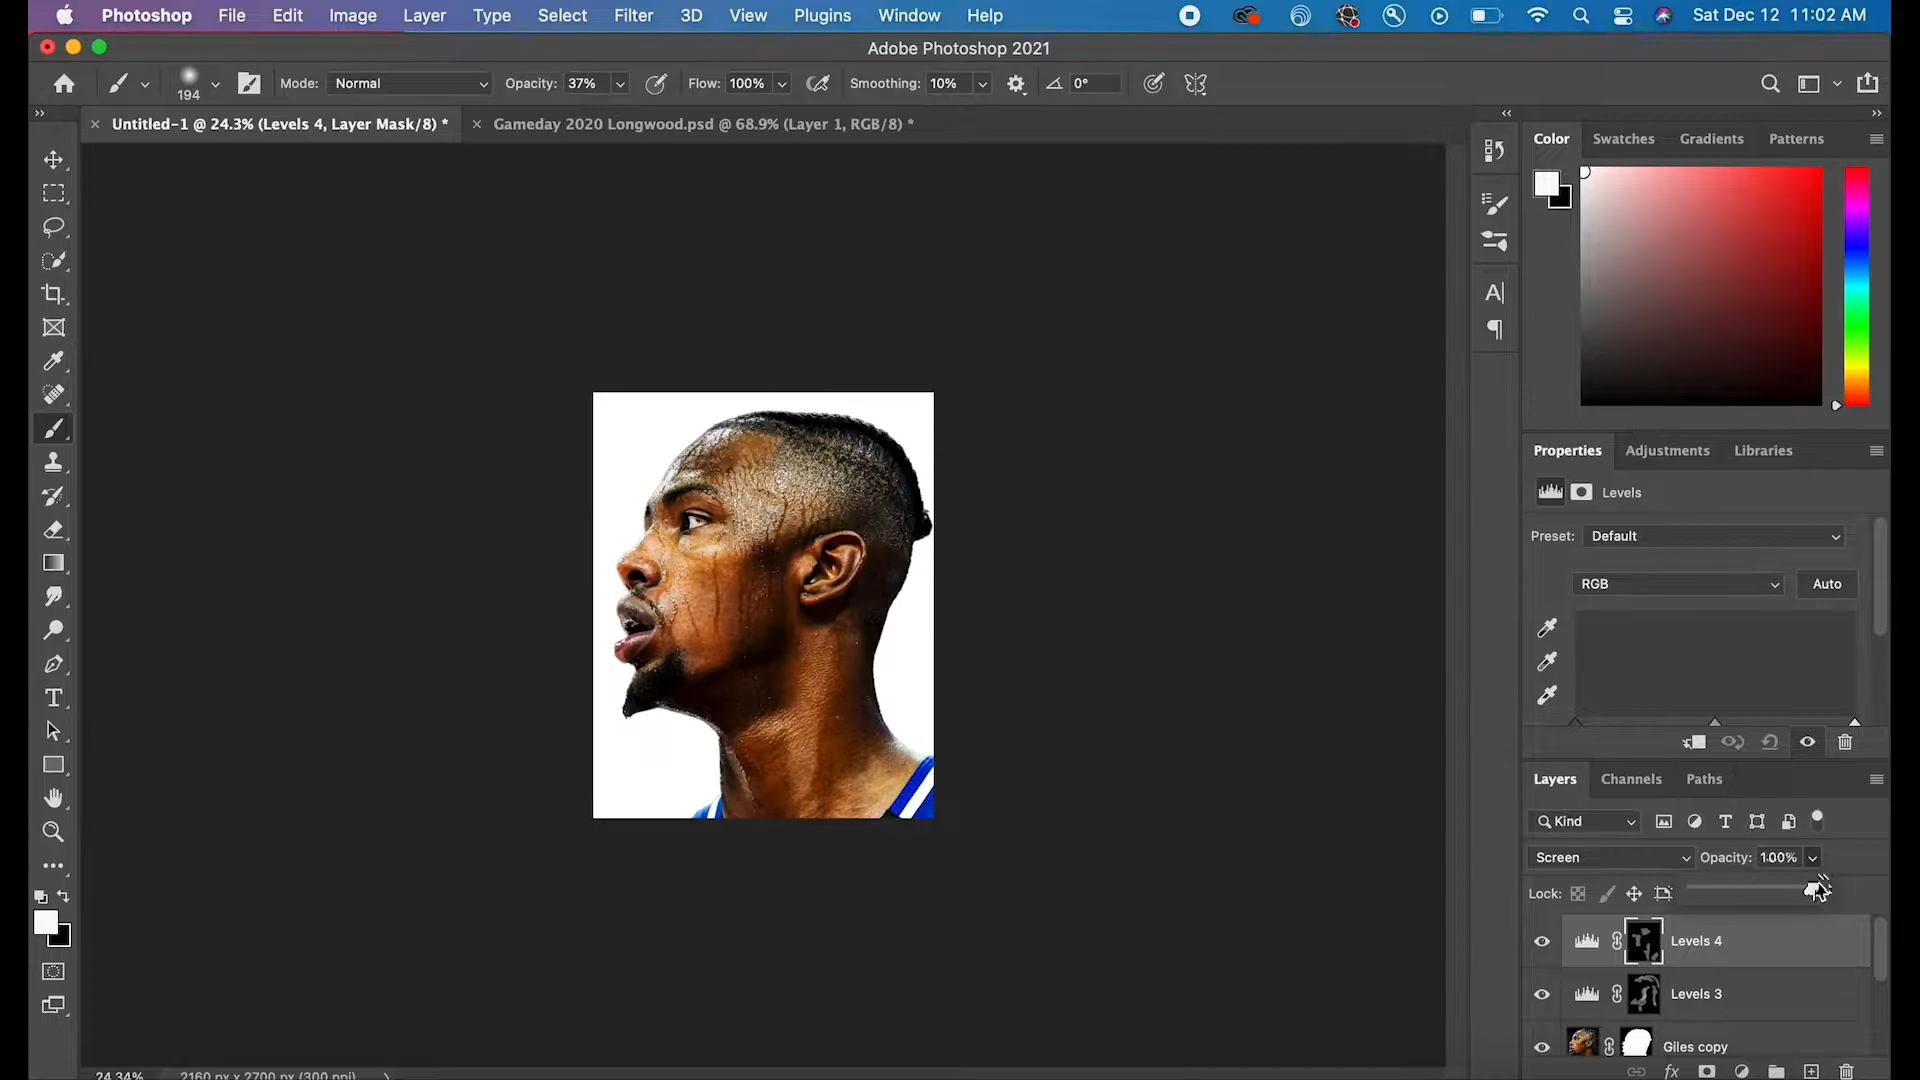 Photoshop File Edit Image Layer Type Select Filter 3D View Plugins Window Help Sat Dec 12 11:02 AM
Adobe Photoshop 2021
194 Mode: Normal Opacity: 37% Flow: 100% Smoothing: 10% 0°
Untitled-1 @ 24.3% (Levels 4, Layer Mask/8) * Gameday 2020 Longwood.psd @ 68.9% (Layer 1, RGB/8) *
Color Swatches Gradients Patterns
Properties Adjustments Libraries
Levels
Preset: Default
RGB Auto
Layers Channels Paths
Kind
Screen Opacity: 100%
Lock:
Levels 4
Levels 3
Giles copy
24.34% 2160 px x 2700 px (300 ppi)